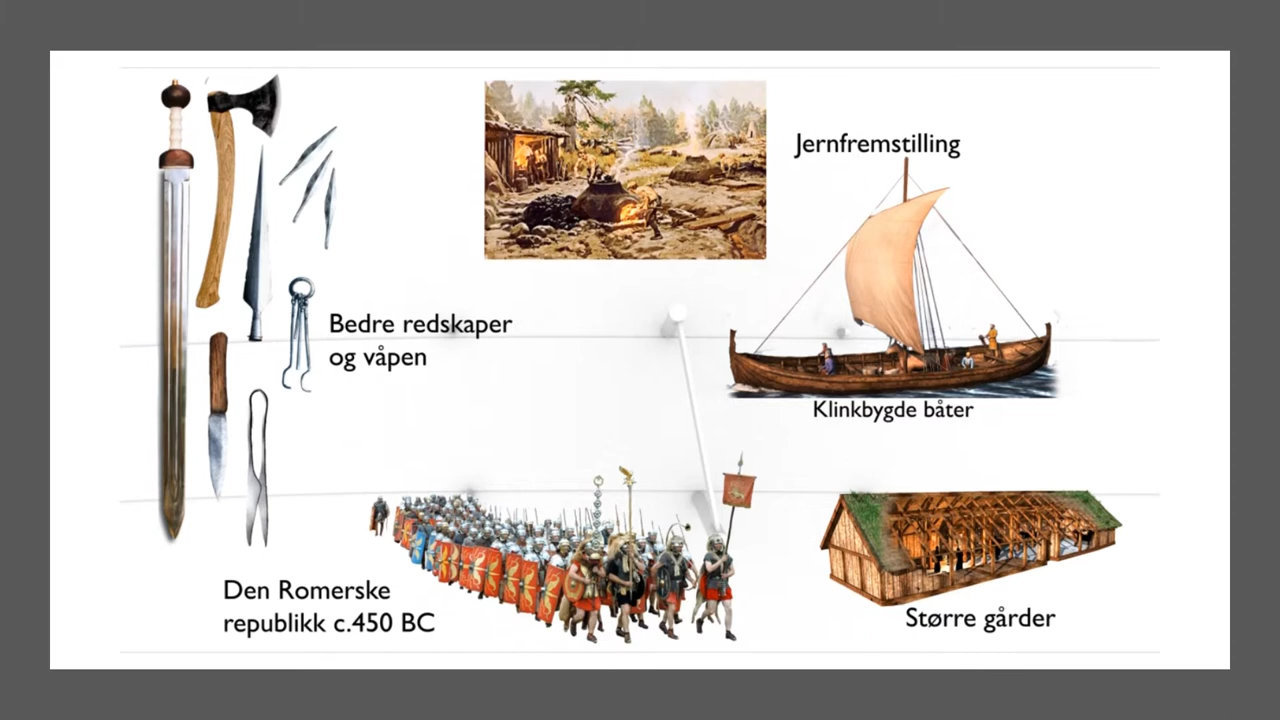 Jernfremstilling
Bedre redskaper
og våpen
Klinkbygde båter
Den Romerske
republikk c.450 BC
Større gårder